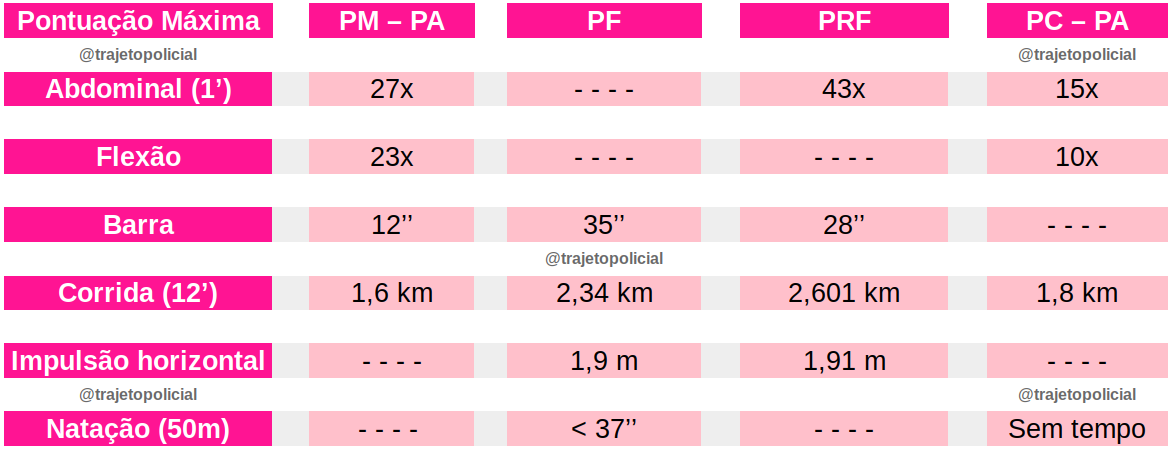 Pontuação Máxima PM – PA PF PRF PC – PA
@trajetopolicial @trajetopolicial
Abdominal (1’) 27x - - - - 43x 15x
Flexão 23x - - - - - - - - 10x
Barra 12’’ 35’’ 28’’ - - - -
@trajetopolicial
Corrida (12’) 1,6 km 2,34 km 2,601 km 1,8 km
Impulsão horizontal - - - - 1,9 m 1,91 m - - - -
@trajetopolicial @trajetopolicial
Natação (50m) - - - - < 37’’ - - - - Sem tempo